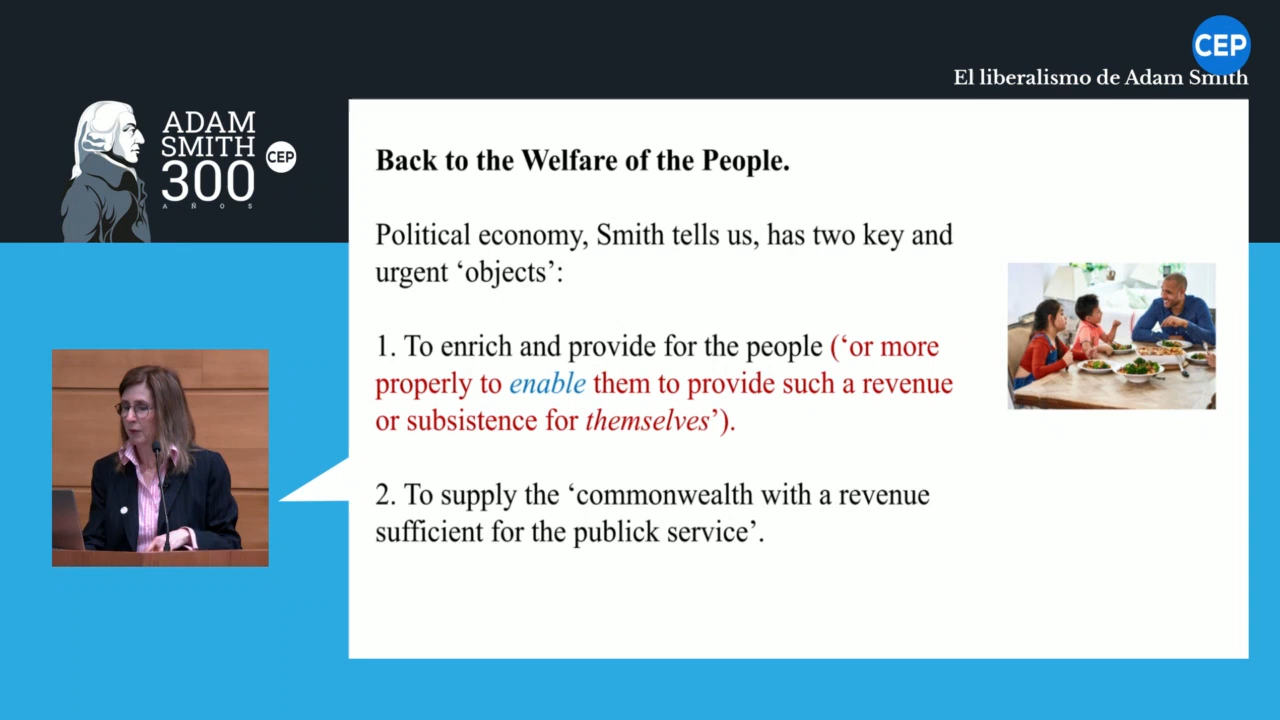 CEP
El liberalismo de Adam Smith
ADAM
SMITH
300
AÑOS
CEP
Back to the Welfare of the People.
Political economy, Smith tells us, has two key and
urgent ‘objects’:
1. To enrich and provide for the people (‘or more
properly to enable them to provide such a revenue
or subsistence for themselves’).
2. To supply the ‘commonwealth with a revenue
sufficient for the publick service’.